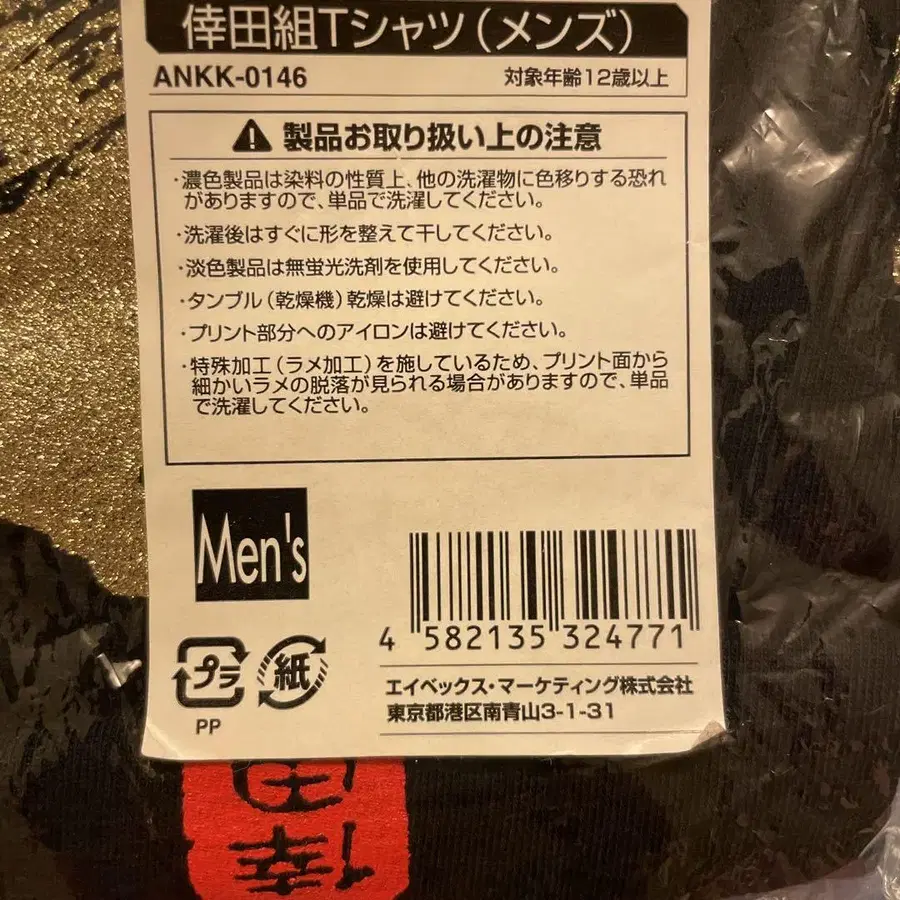 倖田組Tシャツ(メンズ)
ANKK-0146 対象年齢12歳以上
製品お取り扱い上の注意
・濃色製品は染料の性質上、他の洗濯物に色移りする恐れ
がありますので、単品で洗濯してください。
・洗濯後はすぐに形を整えて干してください。
・淡色製品は無蛍光洗剤を使用してください。
・タンブル(乾燥機)乾燥は避けてください。
・プリント部分へのアイロンは避けてください。
・特殊加工(ラメ加工)を施しているため、プリント面から
細かいラメの脱落が見られる場合がありますので、単品
で洗濯してください。
Men's
4 582135 324771
プラ 紙
PP
エイベックス・マーケティング株式会社
東京都港区南青山3-1-31
倖田